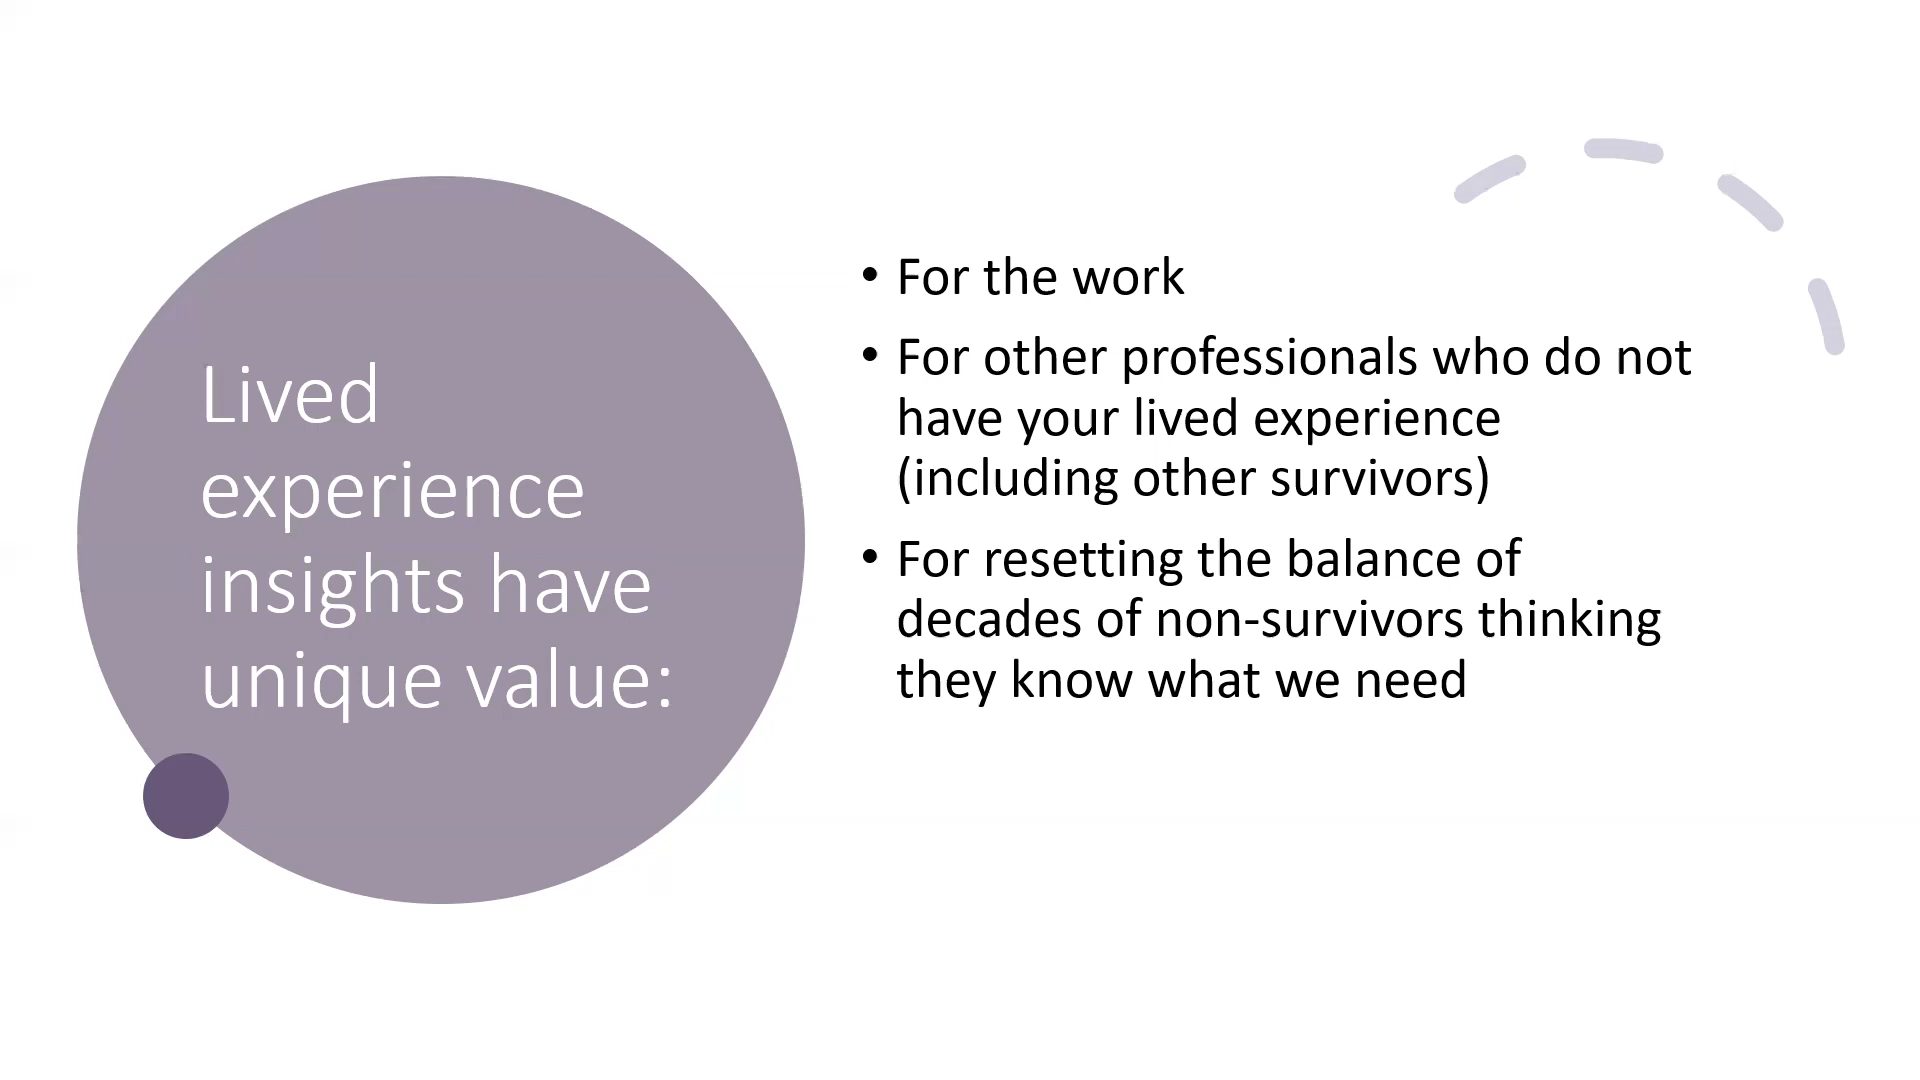 Lived
experience
insights have
unique value:
• For the work
• For other professionals who do not
have your lived experience
(including other survivors)
• For resetting the balance of
decades of non-survivors thinking
they know what we need